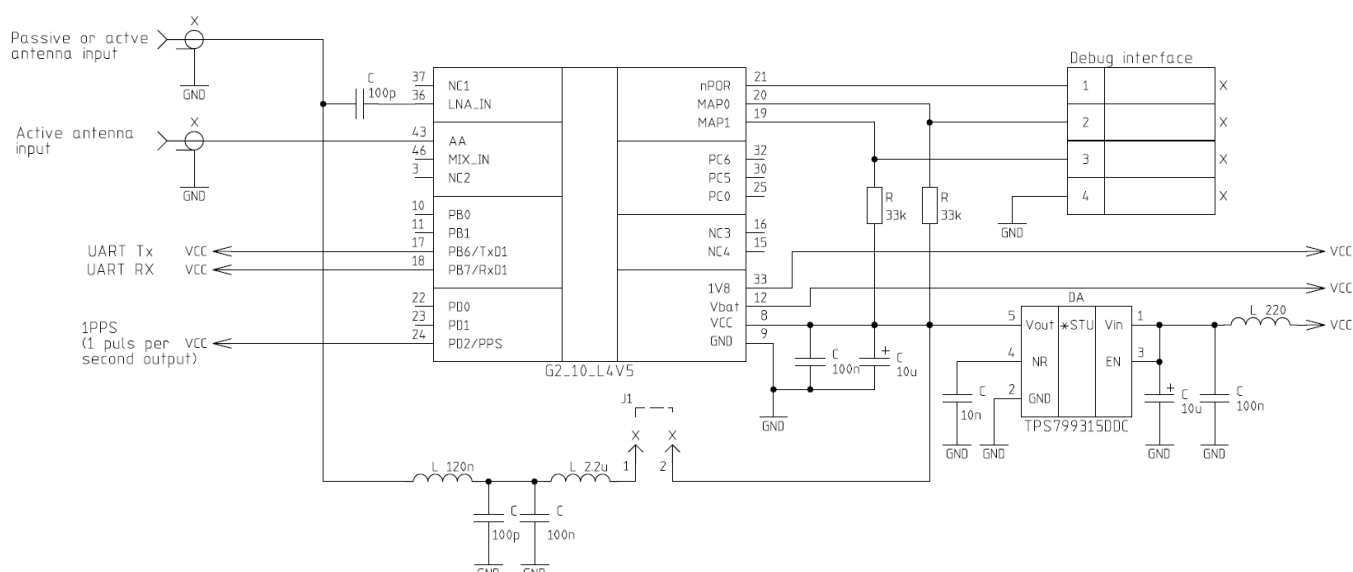 X
Passive or actve
antenna input
GND
C
100p
37 NC1
36 LNA_IN
X
Active antenna
input
GND
43 AA
46 MIX_IN
3 NC2
10 PB0
11 PB1
UART Tx VCC 17 PB6/TxD1
UART RX VCC 18 PB7/RxD1
22 PD0
23 PD1
1PPS
(1 puls per
second output)
VCC 24 PD2/PPS
nPOR 21
MAP0 20
MAP1 19
PC6 32
PC5 30
PC0 25
NC3 16
NC4 15
1V8 33
Vbat 12
VCC 8
GND 9
G2_10_L4V5
Debug interface
1 X
2 X
3 X
4 X
GND
R
33k
R
33k
VCC
VCC
VCC
C
100n
+
C
10u
GND
DA
5 Vout *STU Vin 1
4 NR EN 3
2 GND
TPS799315DDC
L 220
C
10n
GND
GND
+
C
10u
GND
C
100n
GND
J1
X X
1 2
L 120n
L 2.2u
C
100p
C
100n
GND
GND